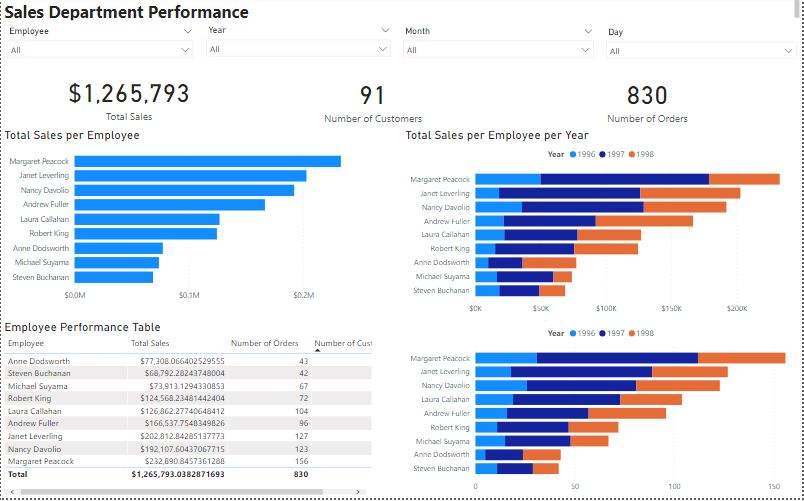 Sales Department Performance
Employee Year Month Day
All All All All
$1,265,793 91 830
Total Sales Number of Customers Number of Orders
Total Sales per Employee
Margaret Peacock
Janet Leverling
Nancy Davolio
Andrew Fuller
Laura Callahan
Robert King
Anne Dodsworth
Michael Suyama
Steven Buchanan
$0.0M $0.1M $0.2M
Total Sales per Employee per Year
Year 1996 1997 1998
Margaret Peacock
Janet Leverling
Nancy Davolio
Andrew Fuller
Laura Callahan
Robert King
Anne Dodsworth
Michael Suyama
Steven Buchanan
$0K $50K $100K $150K $200K
Employee Performance Table
Employee Total Sales Number of Orders Number of Cust
Anne Dodsworth $77,308.066402529555 43
Steven Buchanan $68,792.28243748004 42
Michael Suyama $73,913.1294330853 67
Robert King $124,568.23481442404 72
Laura Callahan $126,862.27740648412 104
Andrew Fuller $166,537.7548349826 96
Janet Leverling $202,812.84285137773 127
Nancy Davolio $192,107.60437067715 123
Margaret Peacock $232,890.8457361288 156
Total $1,265,793.0382871693 830
Year 1996 1997 1998
Margaret Peacock
Janet Leverling
Nancy Davolio
Laura Callahan
Andrew Fuller
Robert King
Michael Suyama
Anne Dodsworth
Steven Buchanan
0 50 100 150